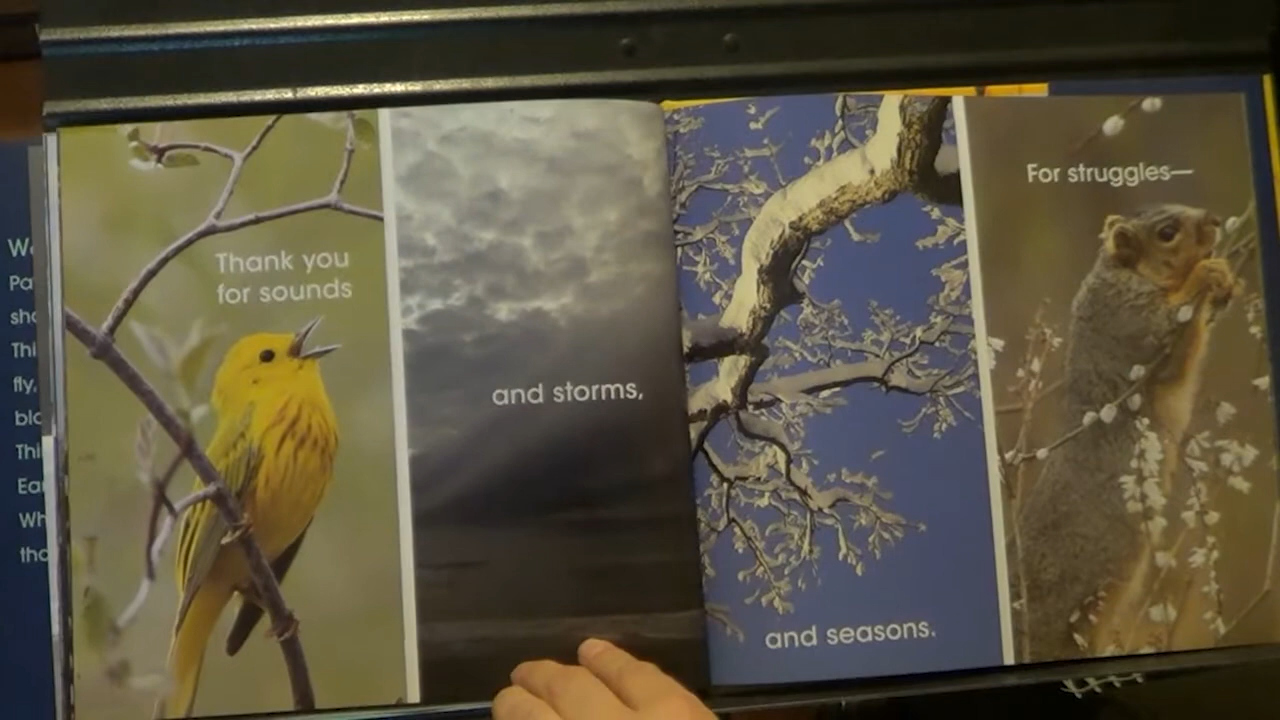 Thank you
for sounds
and storms,
and seasons.
For struggles—